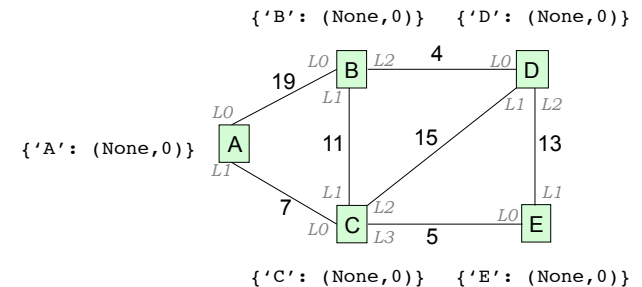 {‘B’: (None,0)} {‘D’: (None,0)}
L0 B L2 4 L0 D
19 L1 L1 L2
L0
{‘A’: (None,0)} A 11 15 13
L1
L1 L2 L1
7 L0 C L3 5 L0 E
{‘C’: (None,0)} {‘E’: (None,0)}